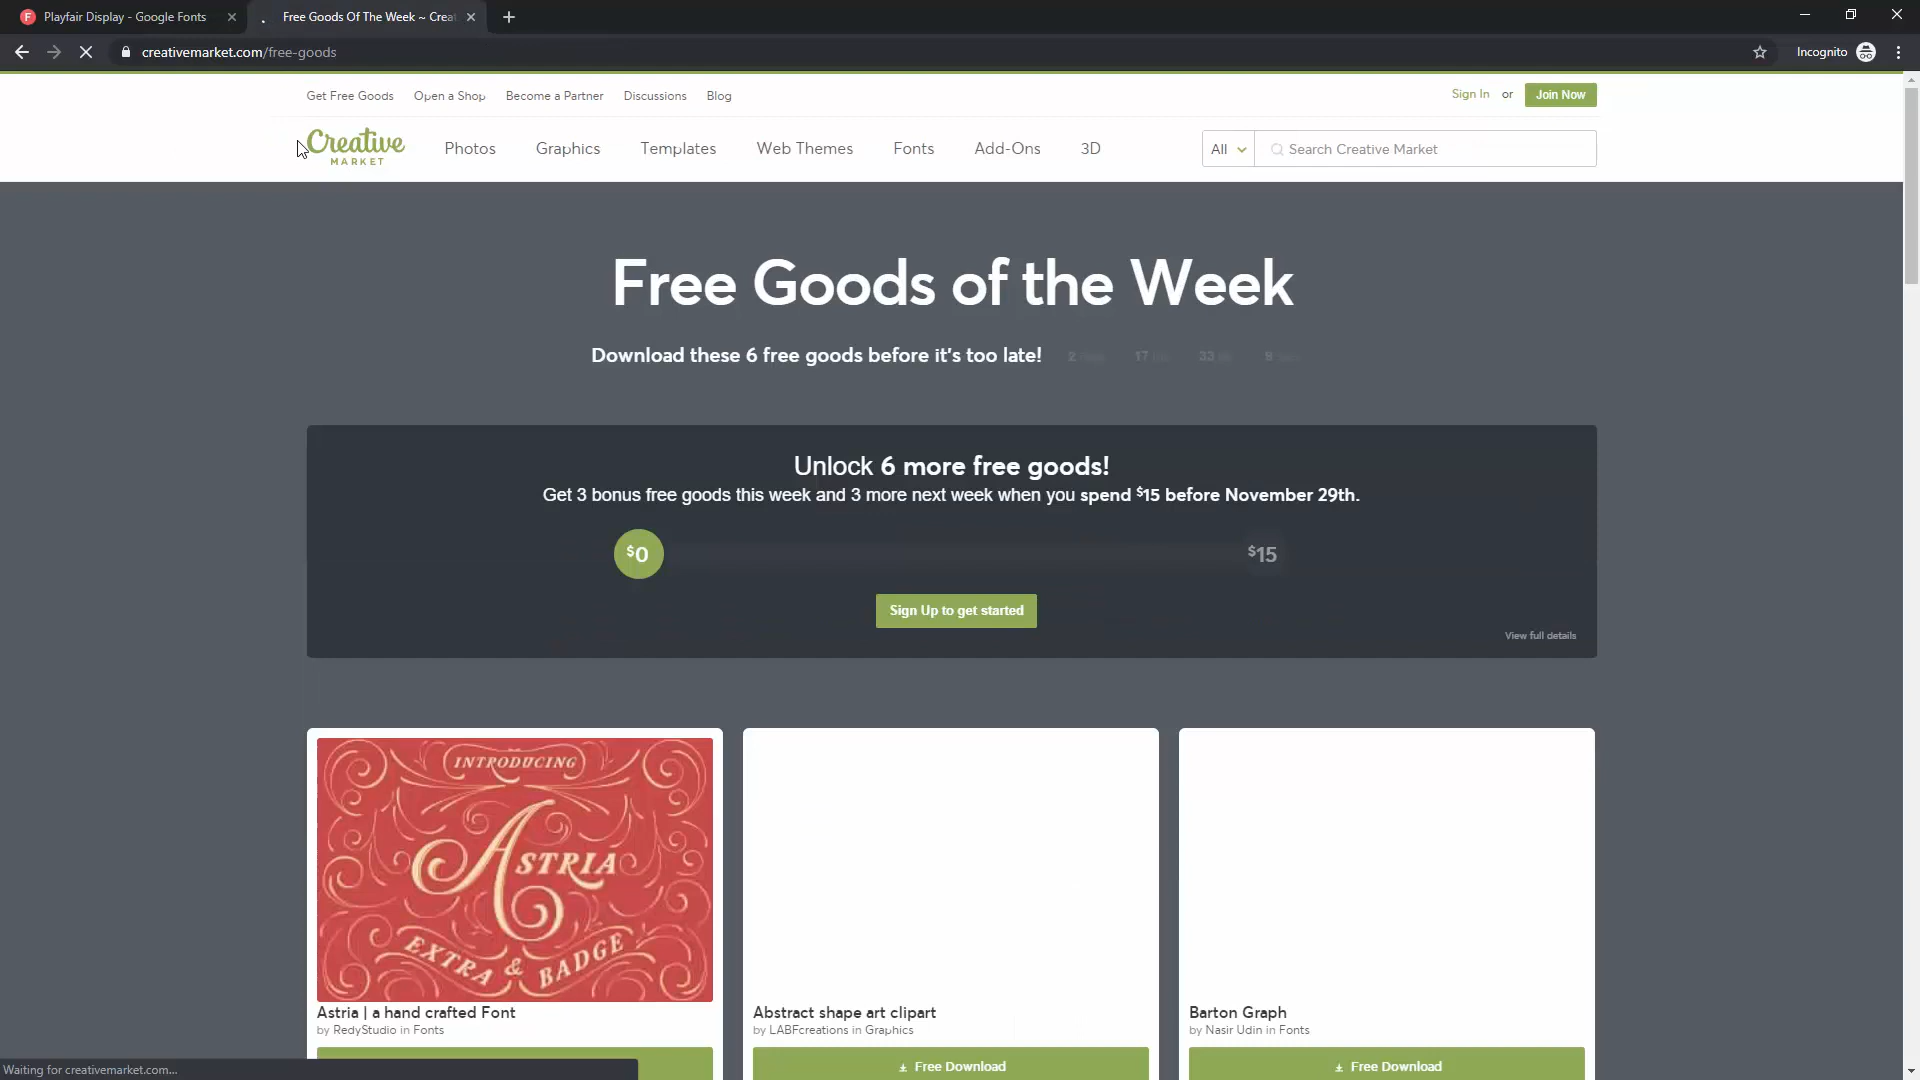 Playfair Display - Google Fonts
Free Goods Of The Week ~ Crea
creativemarket.com/free-goods
Incognito
Get Free Goods Open a Shop Become a Partner Discussions Blog
Sign In or Join Now
Creative
MARKET
Photos Graphics Templates Web Themes Fonts Add-Ons 3D
All Search Creative Market
Free Goods of the Week
Download these 6 free goods before it's too late! 2 17 33 9
Unlock 6 more free goods!
Get 3 bonus free goods this week and 3 more next week when you spend $15 before November 29th.
$0 $15
Sign Up to get started
View full details
INTRODUCING
ASTRIA
EXTRA & BADGE
Astria | a hand crafted Font
by RedyStudio in Fonts
Abstract shape art clipart
by LABFcreations in Graphics
Free Download
Barton Graph
by Nasir Udin in Fonts
Free Download
Waiting for creativemarket.com...